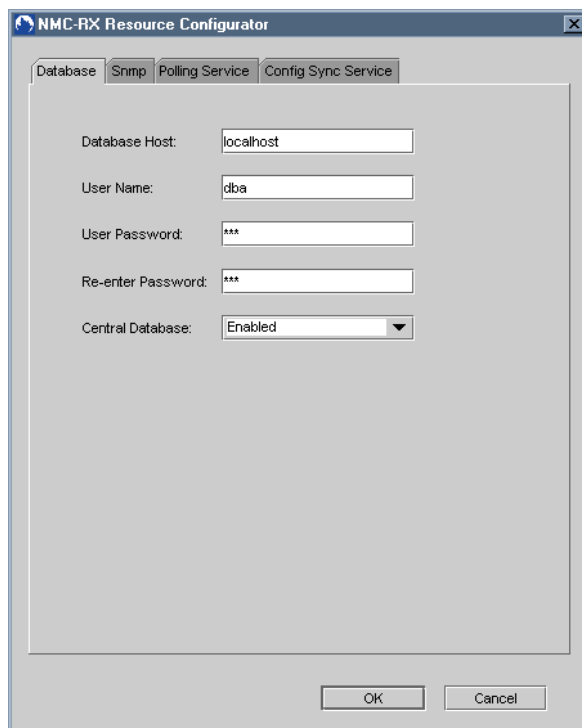 NMC-RX Resource Configurator
Database Snmp Polling Service Config Sync Service
Database Host: localhost
User Name: dba
User Password: ***
Re-enter Password: ***
Central Database: Enabled
OK Cancel